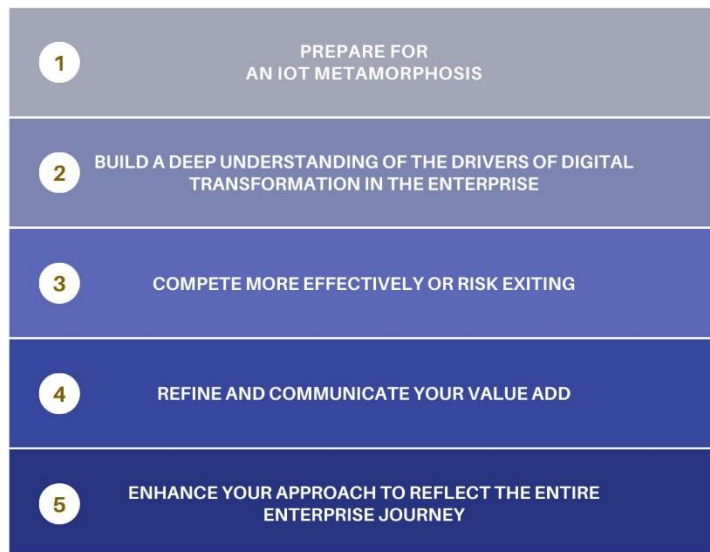 1
PREPARE FOR
AN IOT METAMORPHOSIS
2
BUILD A DEEP UNDERSTANDING OF THE DRIVERS OF DIGITAL
TRANSFORMATION IN THE ENTERPRISE
3
COMPETE MORE EFFECTIVELY OR RISK EXITING
4
REFINE AND COMMUNICATE YOUR VALUE ADD
5
ENHANCE YOUR APPROACH TO REFLECT THE ENTIRE
ENTERPRISE JOURNEY